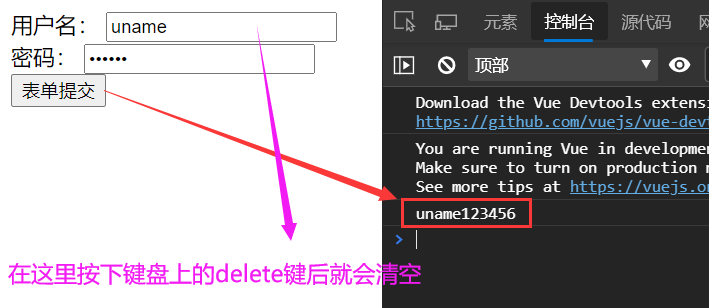 用户名: uname
密码: ••••••
表单提交
在这里按下键盘上的delete键后就会清空
元素 控制台 源代码 网
顶部
Download the Vue Devtools extensi
https://github.com/vuejs/vue-devt
You are running Vue in developmen
Make sure to turn on production m
See more tips at https://vuejs.or
uname123456